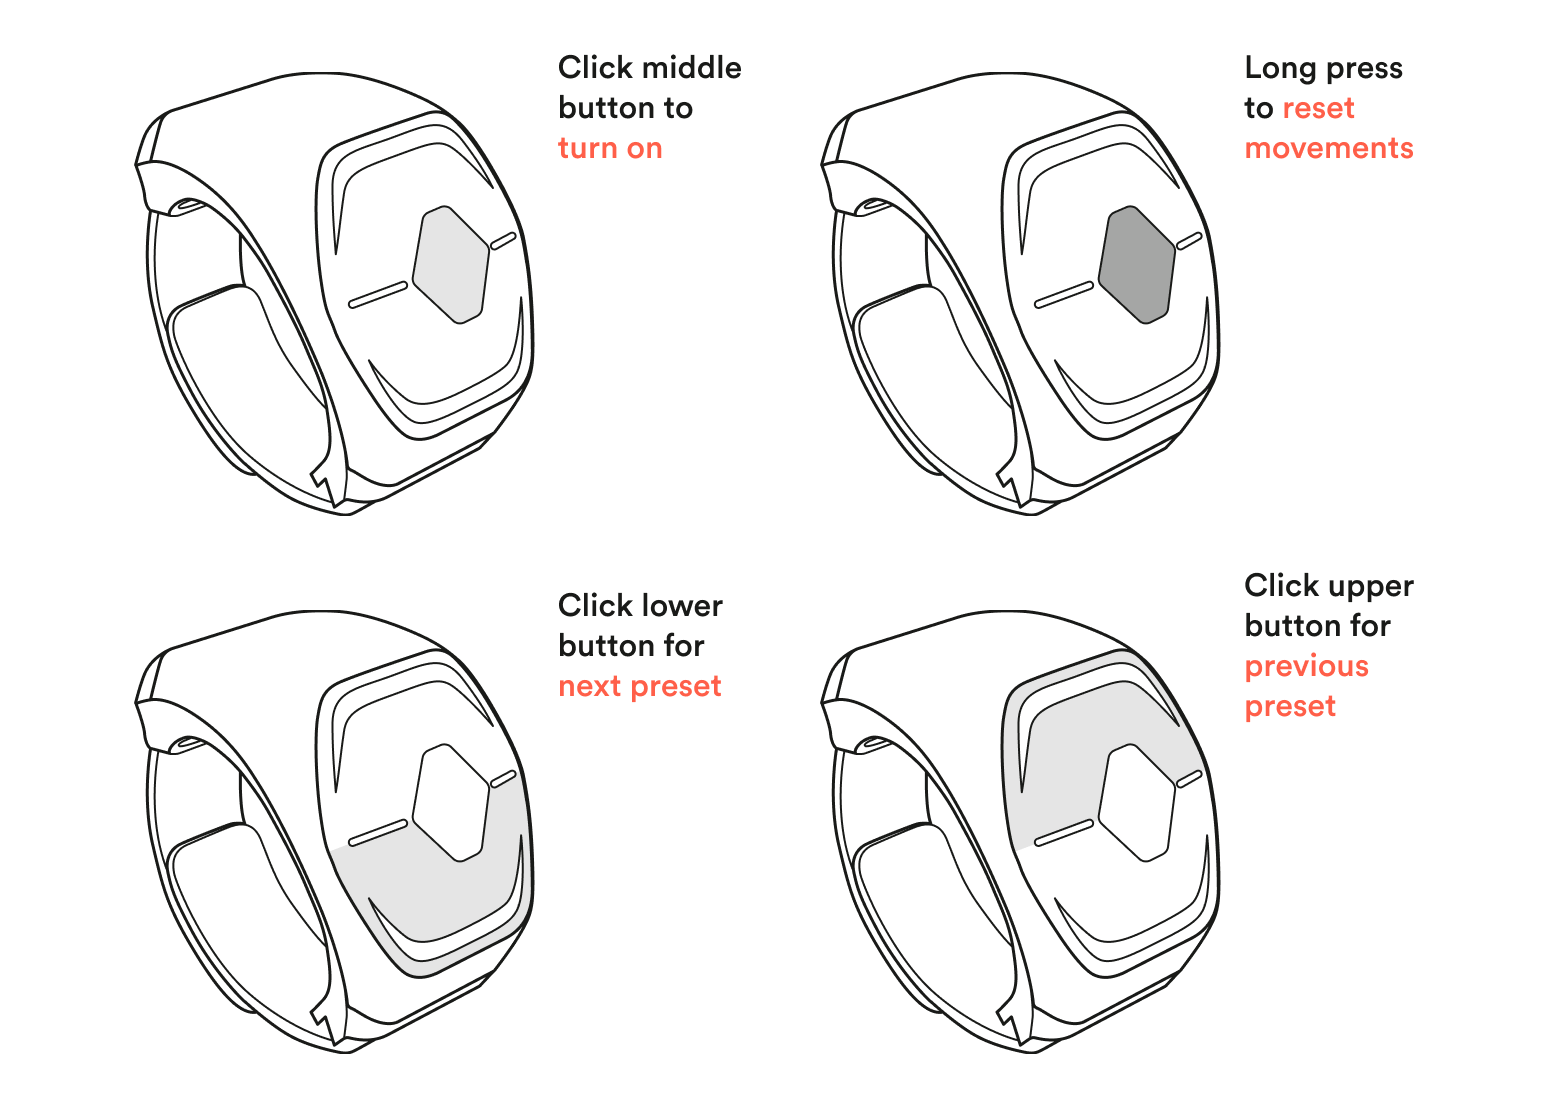 Click middle
button to
turn on
Long press
to reset
movements
Click lower
button for
next preset
Click upper
button for
previous
preset